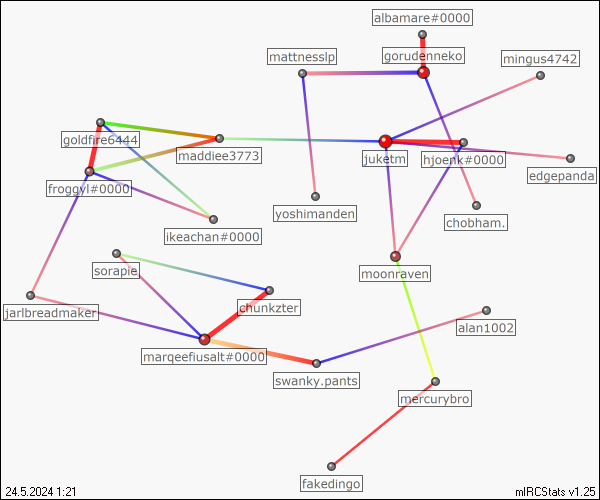 albamare#0000
mattnesslp
gorudenneko
mingus4742
goldfire6444
maddiee3773
juketm
hjoenk#0000
edgepanda
froggyl#0000
yoshimanden
chobham.
ikeachan#0000
sorapie
moonraven
jarlbreadmaker
chunkzter
alan1002
marqeefiusalt#0000
swanky.pants
mercurybro
fakedingo
24.5.2024 1:21
mIRCStats v1.25